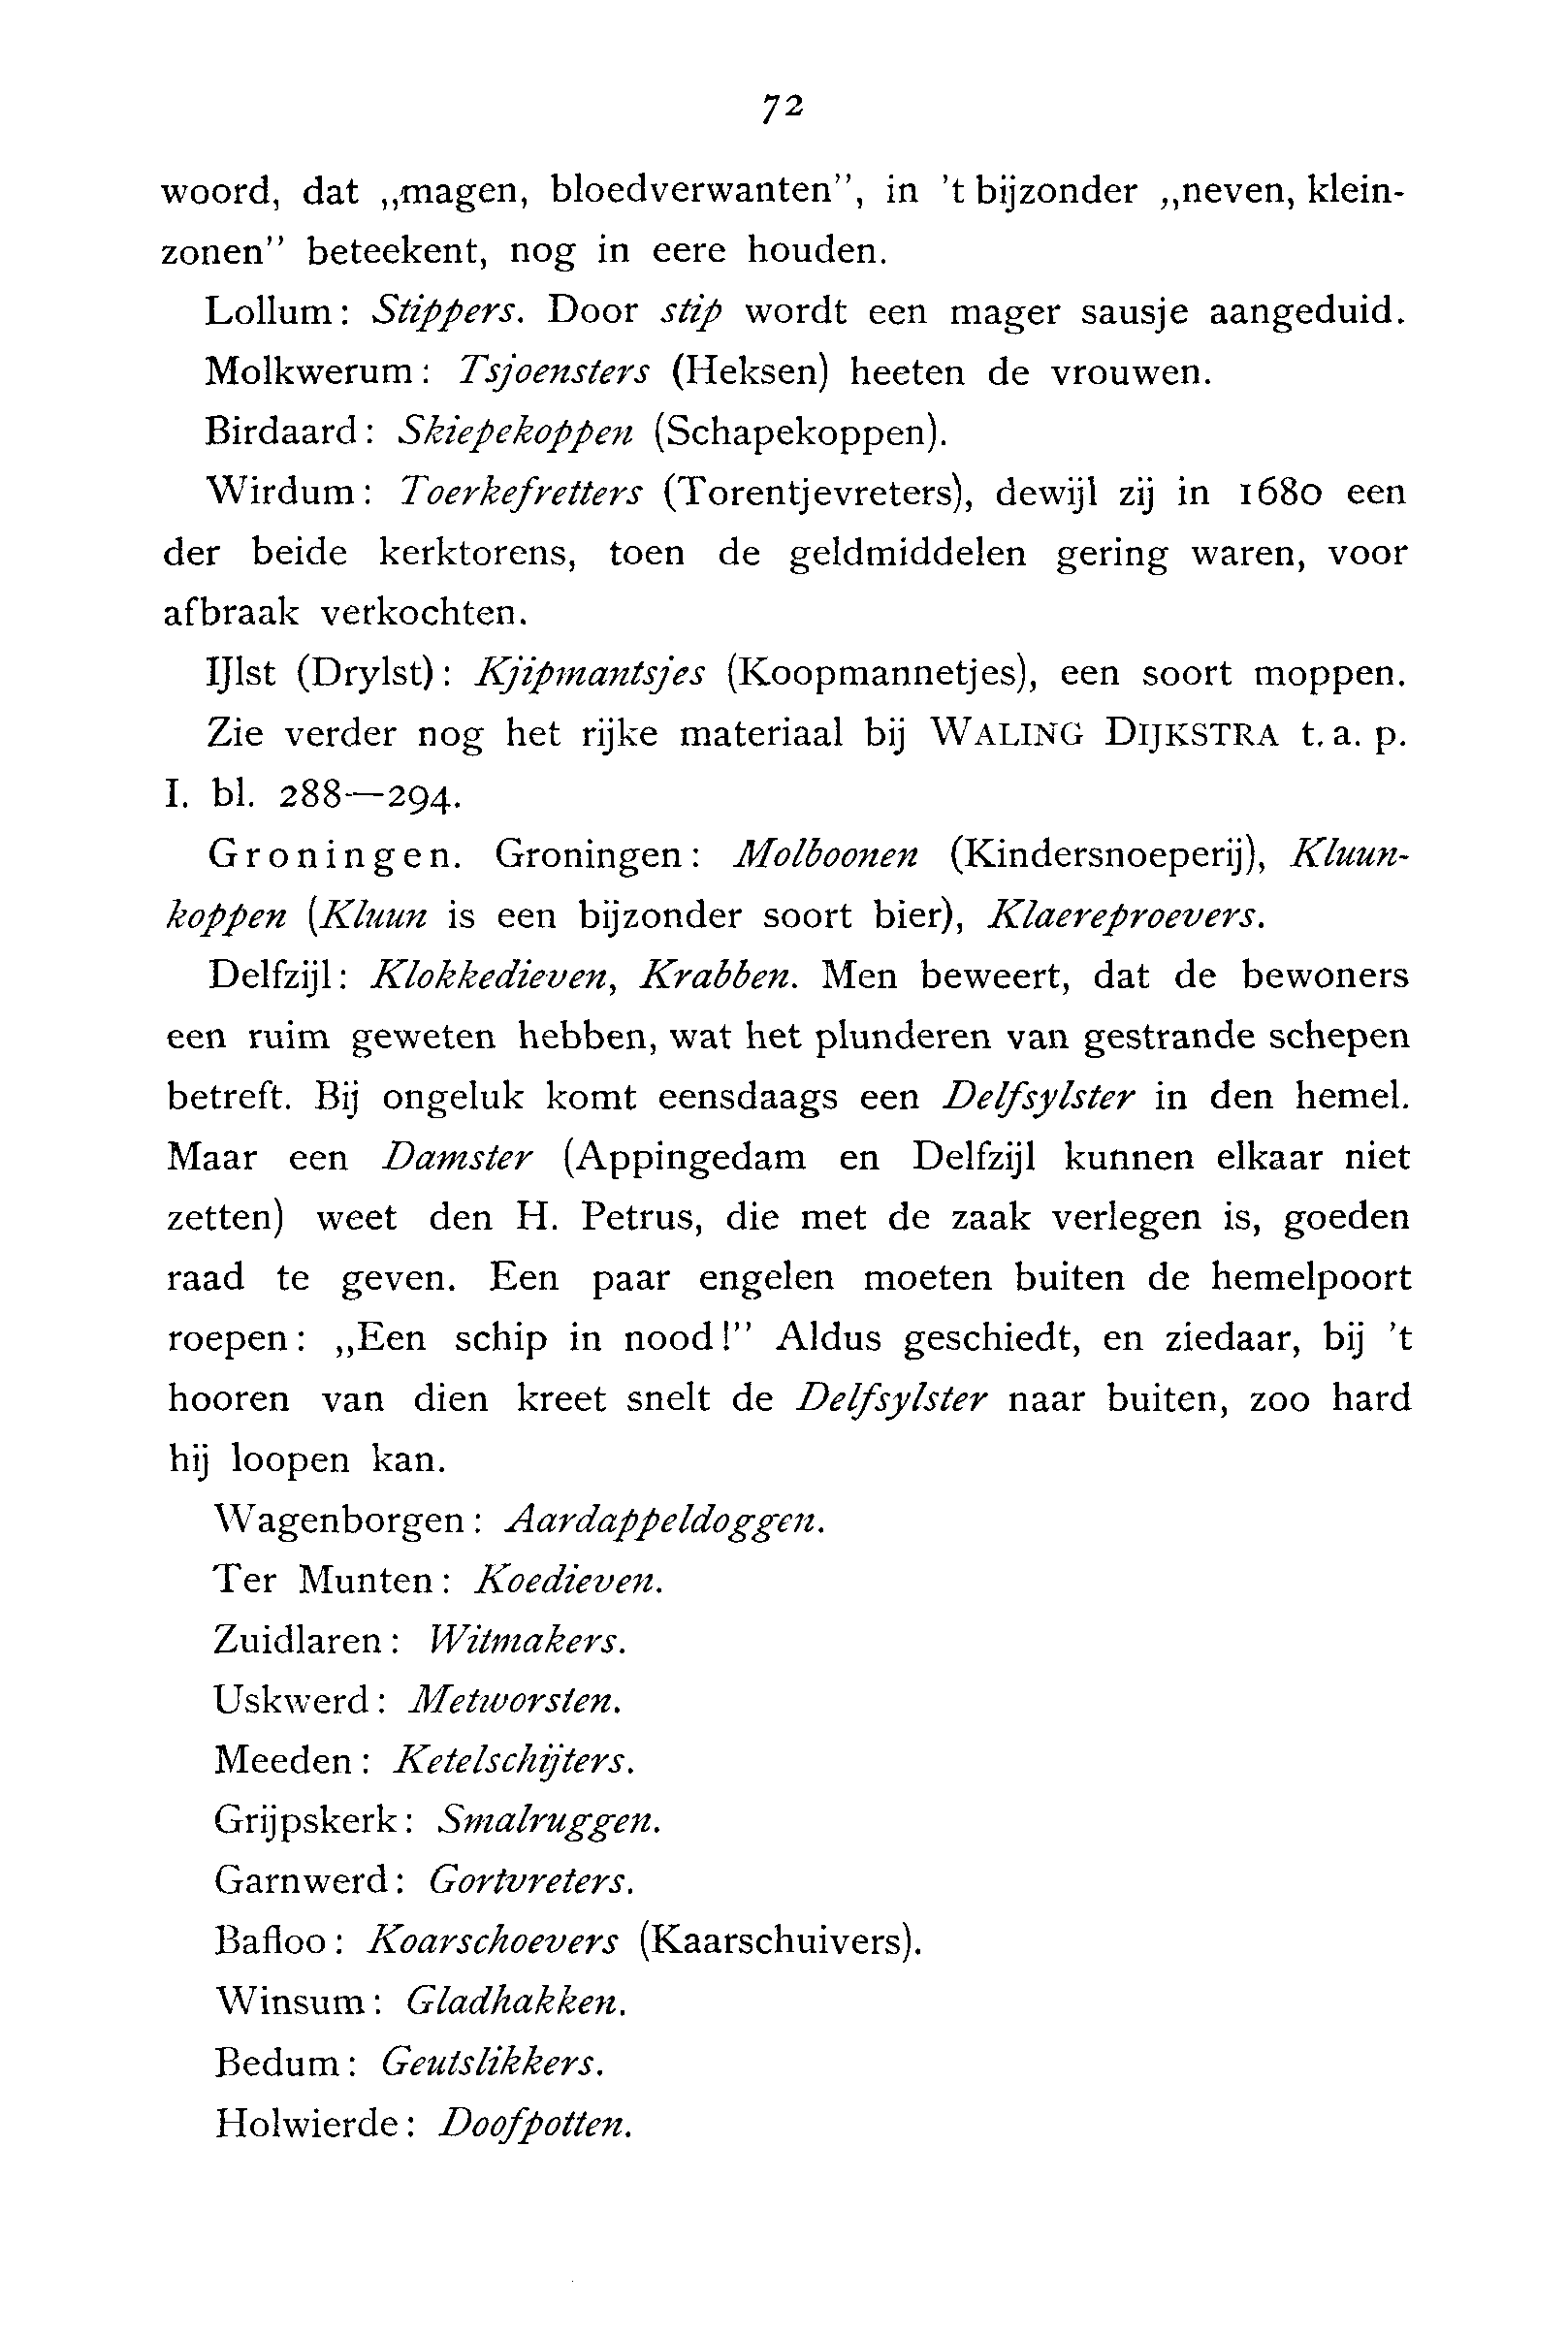 72
woord, dat „magen, bloedverwanten”, in 't bijzonder „neven, klein-
zonen” beteekent, nog in eere houden.
Lollum: Stippers. Door stip wordt een mager sausje aangeduid.
Molkwerum: Tsjoensters (Heksen) heeten de vrouwen.
Birdaard: Skiepekoppen (Schapekoppen).
Wirdum: Toerkefretters (Torentjevreters), dewijl zij in 1680 een
der beide kerktorens, toen de geldmiddelen gering waren, voor
afbraak verkochten.
IJlst (Drylst): Kjipmantsjes (Koopmannetjes), een soort moppen.
Zie verder nog het rijke materiaal bij WALING DIJKSTRA t. a. p.
I. bl. 288—294.
Groningen. Groningen: Molboonen (Kindersnoeperij), Kluun-
koppen (Kluun is een bijzonder soort bier), Klaereproevers.
Delfzijl: Klokkedieven, Krabben. Men beweert, dat de bewoners
een ruim geweten hebben, wat het plunderen van gestrande schepen
betreft. Bij ongeluk komt eensdaags een Delfsylster in den hemel.
Maar een Damster (Appingedam en Delfzijl kunnen elkaar niet
zetten) weet den H. Petrus, die met de zaak verlegen is, goeden
raad te geven. Een paar engelen moeten buiten de hemelpoort
roepen: „Een schip in nood!” Aldus geschiedt, en ziedaar, bij 't
hooren van dien kreet snelt de Delfsylster naar buiten, zoo hard
hij loopen kan.
Wagenborgen: Aardappeldoggen.
Ter Munten: Koedieven.
Zuidlaren: Witmakers.
Uskwerd: Metworsten.
Meeden: Ketelschijters.
Grijpskerk: Smalruggen.
Garnwerd: Gortvreters.
Bafloo: Koarschoevers (Kaarschuivers).
Winsum: Gladhakken.
Bedum: Geutslikkers.
Holwierde: Doofpotten.